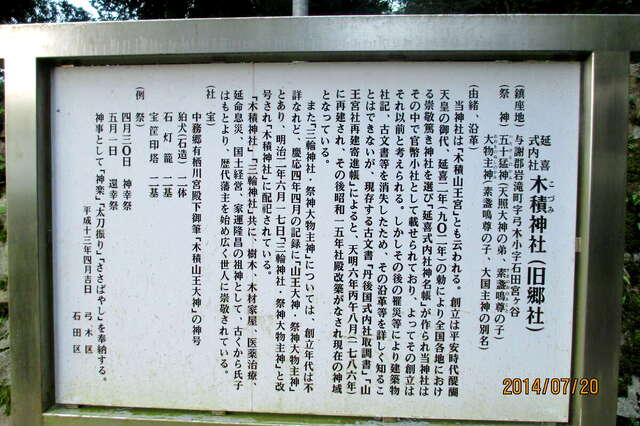 延喜式内社 木積神社(旧郷社)
こづみ
(鎮座地) 与謝郡岩滝町字弓木小字石田宮ヶ谷
(祭 神) 五十猛神(天照大神の弟、素盞鳴尊の子)
大物主神(素盞鳴尊の子、大国主神の別名)
(由緒、沿革)
当神社は「木積山王宮」とも云われる。創立は平安時代醍醐
天皇の御代、延喜二年(九〇二年)の勅により全国各地におけ
る崇敬篤き神社を選び「延喜式内社神名帳」が作られ当神社は
その中で官幣小社として載せられており、よってその創立は
それ以前と考えられる。しかしその後の罹災等により建築物
社記、古文書等を消失したため、その沿革等を詳しく知るこ
とはできないが、現存する古文書「丹後国式内社取調書」「山
王宮社再建寄進帳」によると、天明六年丙午八月(一七八六年)
に再建され、その後昭和一五年社殿改築がなされ現在の神域
となっている。
また「三輪神社・祭神大物主神」については、創立年代は不
詳なれど、慶応四年四月の記録に「山王大神、祭神大物主神」
とあり、明治二年六月一七日「三輪神社・祭神大物主神」と改
号され「木積神社」に配記されている。
「木積神社」「三輪神社」共に、樹木・木材家屋、医薬治療、
延命息災、国土経営、家運隆昌の祖神として、古くから氏子
はもとより、歴代藩主を始め広く世人に崇敬されている。
(社 宝)
中務郷有栖川宮殿下御筆「木積山王大神」の神号
狛犬(石造) 一体
石灯籠 二基
宝篋印塔 二基
(例 祭)
四月三〇日 神幸祭
五月一日 還幸祭
神事として「神楽」「太刀振り」「ささばやし」を奉納する。
平成十三年四月吉日
弓木区
石田区
2014/07/20